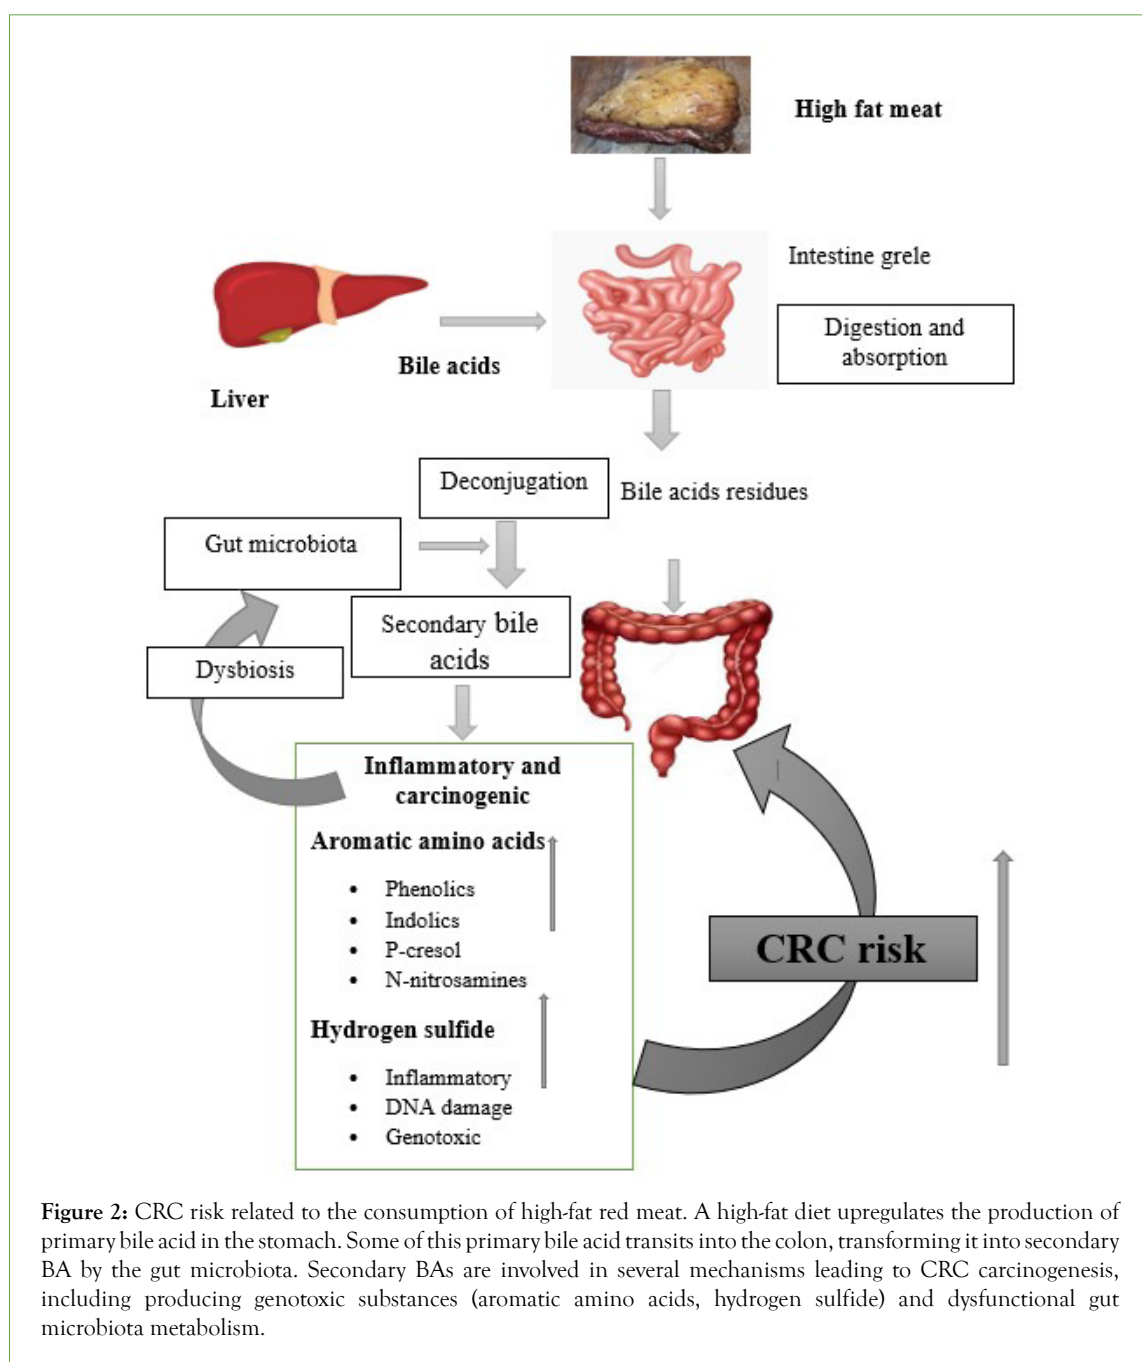 High fat meat
Intestine grele
Digestion and
absorption
Bile acids
Liver
Deconjugation
Bile acids residues
Gut microbiota
Secondary bile
acids
Dysbiosis
Inflammatory and
carcinogenic
Aromatic amino acids
• Phenolics
• Indolics
• P-cresol
• N-nitrosamines
Hydrogen sulfide
• Inflammatory
• DNA damage
• Genotoxic
CRC risk
Figure 2: CRC risk related to the consumption of high-fat red meat. A high-fat diet upregulates the production of
primary bile acid in the stomach. Some of this primary bile acid transits into the colon, transforming it into secondary
BA by the gut microbiota. Secondary BAs are involved in several mechanisms leading to CRC carcinogenesis,
including producing genotoxic substances (aromatic amino acids, hydrogen sulfide) and dysfunctional gut
microbiota metabolism.